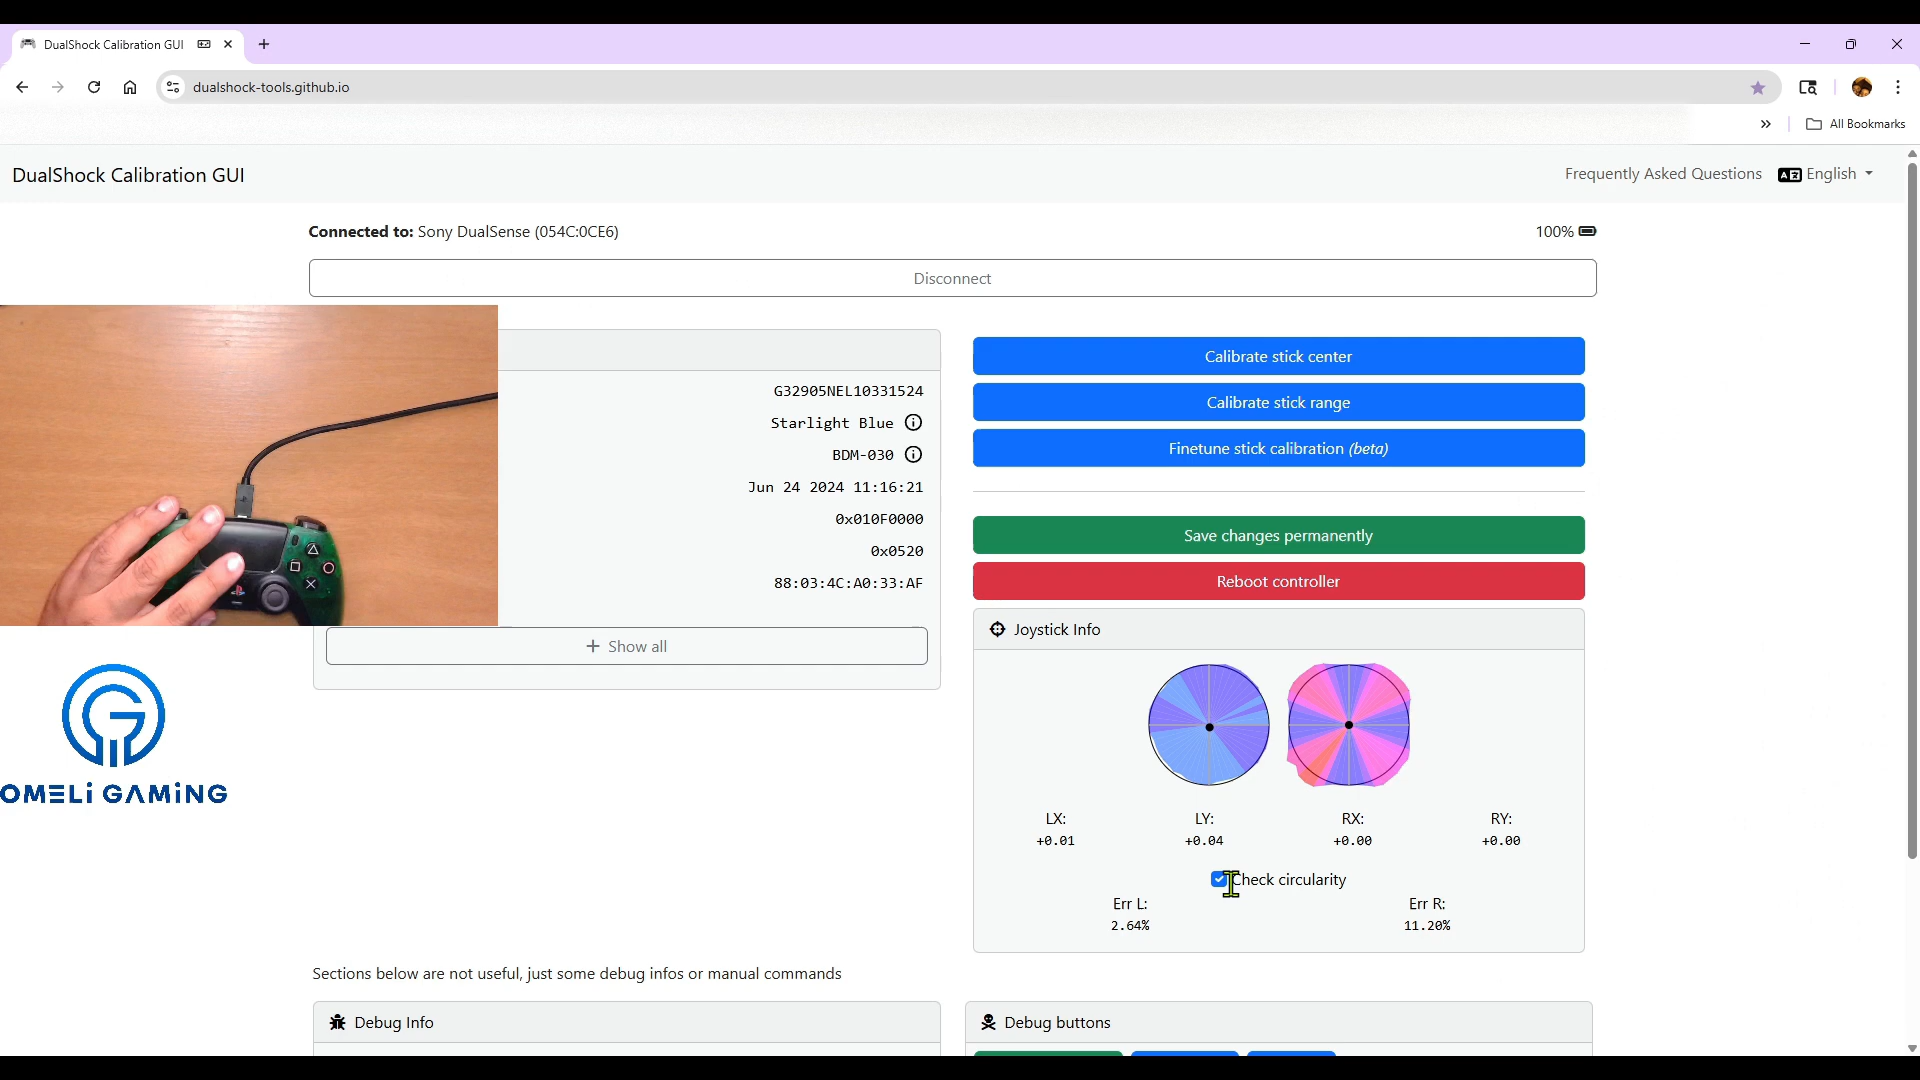 DualShock Calibration GUI
dualshock-tools.github.io
All Bookmarks
DualShock Calibration GUI
Frequently Asked Questions
English
Connected to: Sony DualSense (054C:0CE6)
100%
Disconnect
G32905NEL10331524
Starlight Blue
BDM-030
Jun 24 2024 11:16:21
0x010F0000
0x0520
88:03:4C:A0:33:AF
+ Show all
Calibrate stick center
Calibrate stick range
Finetune stick calibration (beta)
Save changes permanently
Reboot controller
Joystick Info
LX: LY: RX: RY:
+0.01 +0.04 +0.00 +0.00
Check circularity
Err L: Err R:
2.64% 11.20%
OMELi GAMiNG
Sections below are not useful, just some debug infos or manual commands
Debug Info
Debug buttons